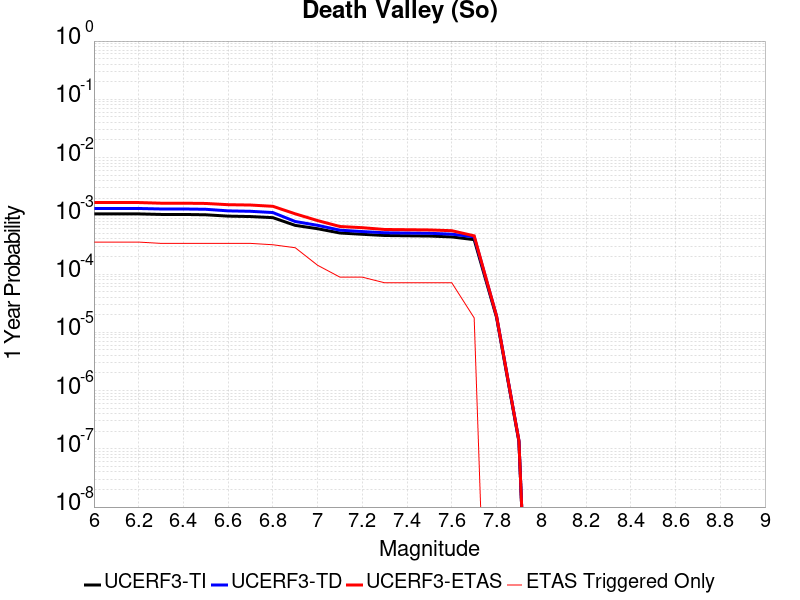 Death Valley (So)
1 Year Probability
10^0
10^-1
10^-2
10^-3
10^-4
10^-5
10^-6
10^-7
10^-8
6 6.2 6.4 6.6 6.8 7 7.2 7.4 7.6 7.8 8 8.2 8.4 8.6 8.8 9
Magnitude
UCERF3-TI UCERF3-TD UCERF3-ETAS ETAS Triggered Only